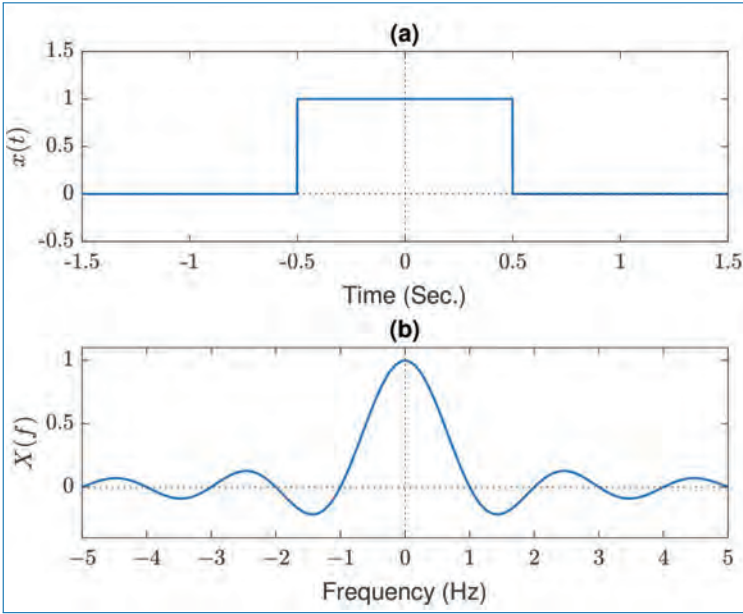 (a)
1.5
1
0.5
0
-0.5
x(t)
-1.5 -1 -0.5 0 0.5 1 1.5
Time (Sec.)
(b)
1
0.5
0
X(f)
−5 −4 −3 −2 −1 0 1 2 3 4 5
Frequency (Hz)